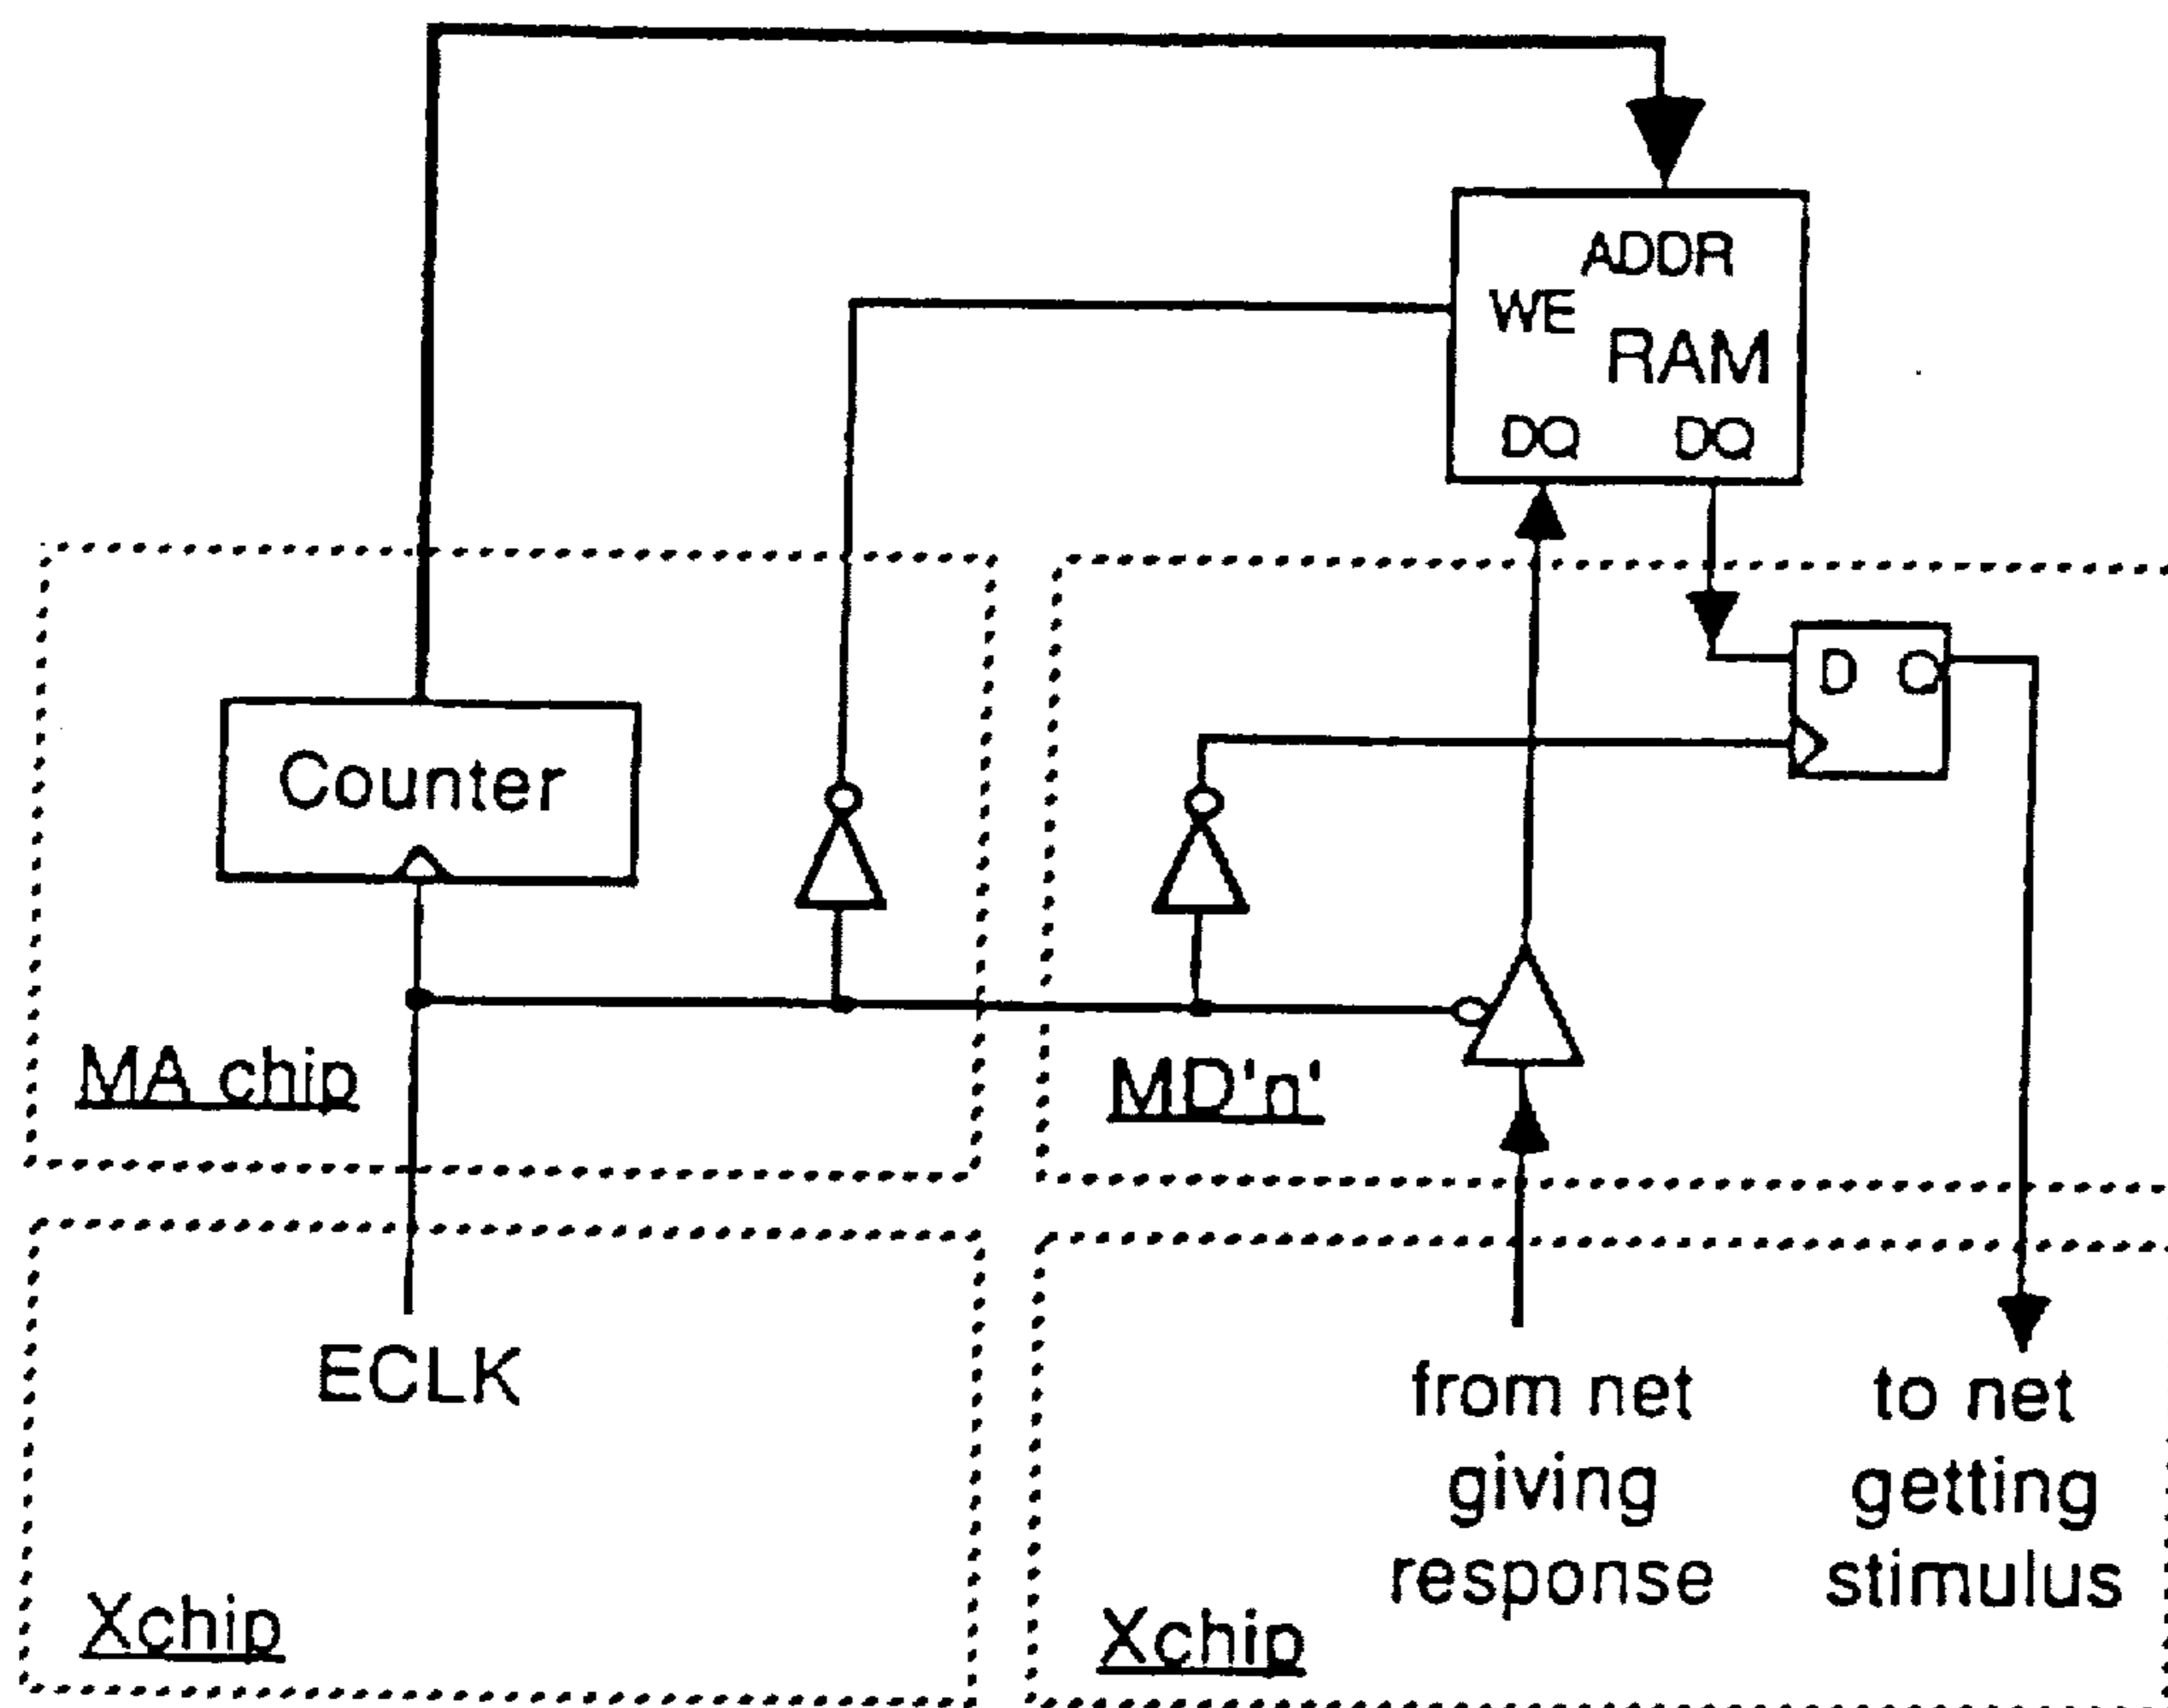 ADDR
WE
RAM
DQ DQ
D Q
Counter
MA chip
MD'n'
ECLK
from net
giving
response
to net
getting
stimulus
Xchip
Xchip